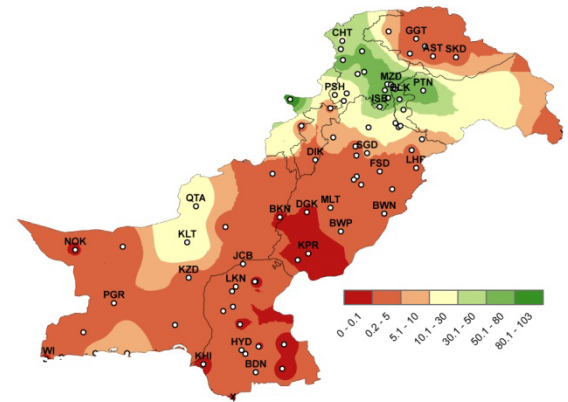 CHT
GGT
AST SKD
MZD
PSH
BLK
PTN
ISB
SGD
DIK
FSD
LHR
QTA
BKN
DGK
MLT
BWN
BWP
KLT
NOK
KPR
JCB
KZD
LKN
PGR
HYD
KHI
BDN
0 - 0.1
0.2 - 5
5.1 - 10
10.1 - 30
30.1 - 50
50.1 - 80
80.1 - 103